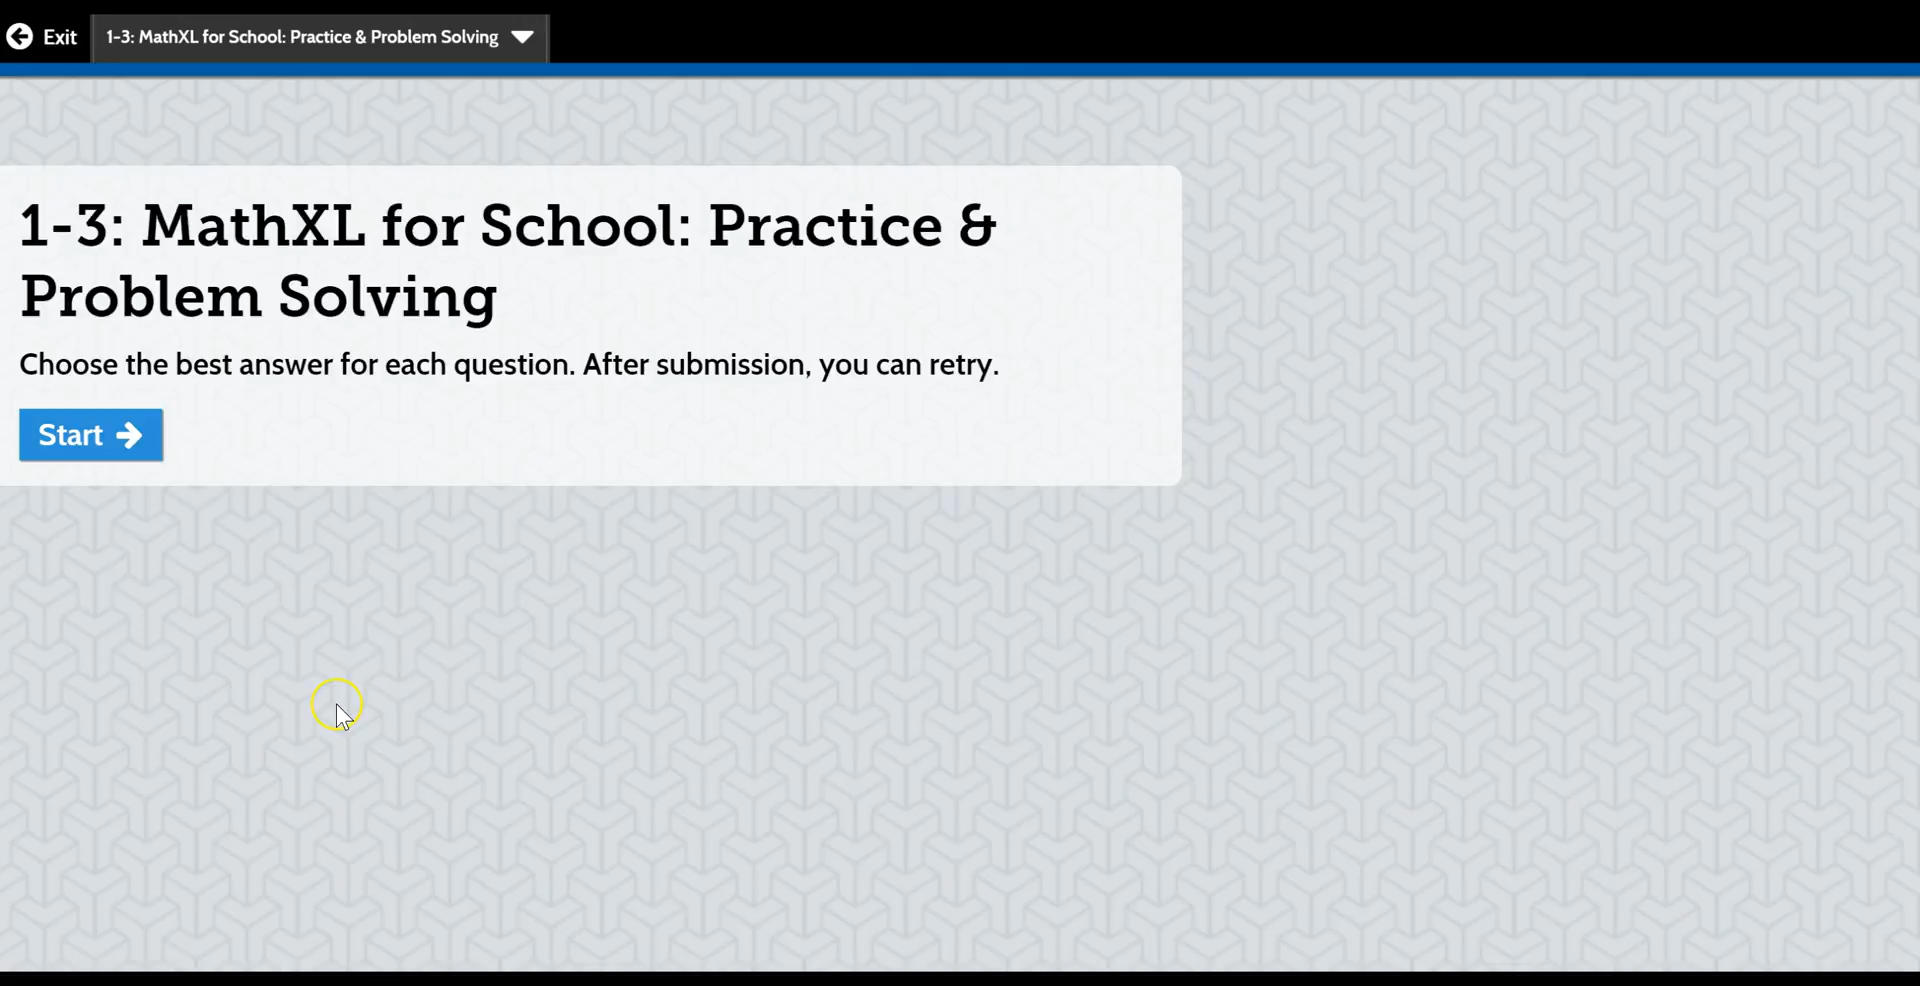 Exit
1-3: MathXL for School: Practice & Problem Solving
1-3: MathXL for School: Practice &
Problem Solving
Choose the best answer for each question. After submission, you can retry.
Start